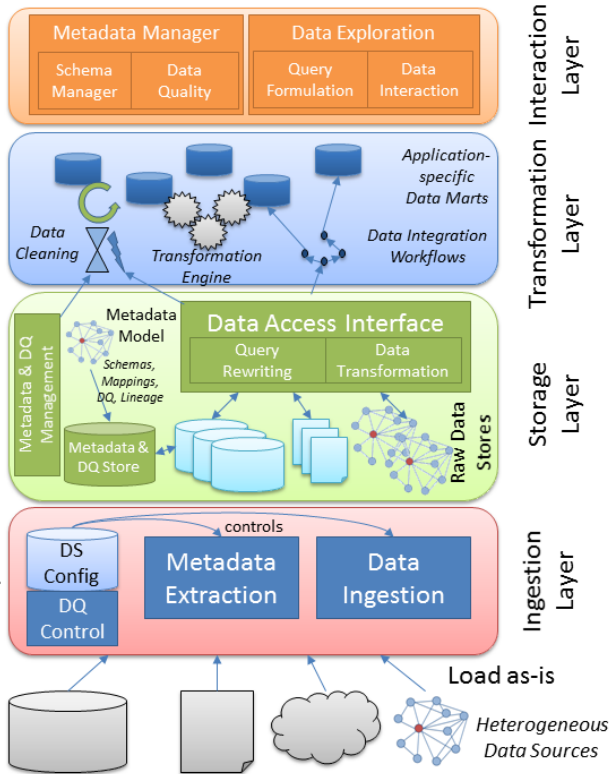 Metadata Manager
Schema
Manager
Data
Quality
Data Exploration
Query
Formulation
Data
Interaction
Interaction
Layer
Application-
specific
Data Marts
Data
Cleaning
Transformation
Engine
Data Integration
Workflows
Transformation
Layer
Metadata & DQ
Management
Metadata
Model
Schemas,
Mappings,
DQ, Lineage
Data Access Interface
Query
Rewriting
Data
Transformation
Metadata &
DQ Store
Raw Data
Stores
Storage
Layer
controls
DS
Config
DQ
Control
Metadata
Extraction
Data
Ingestion
Ingestion
Layer
Load as-is
Heterogeneous
Data Sources